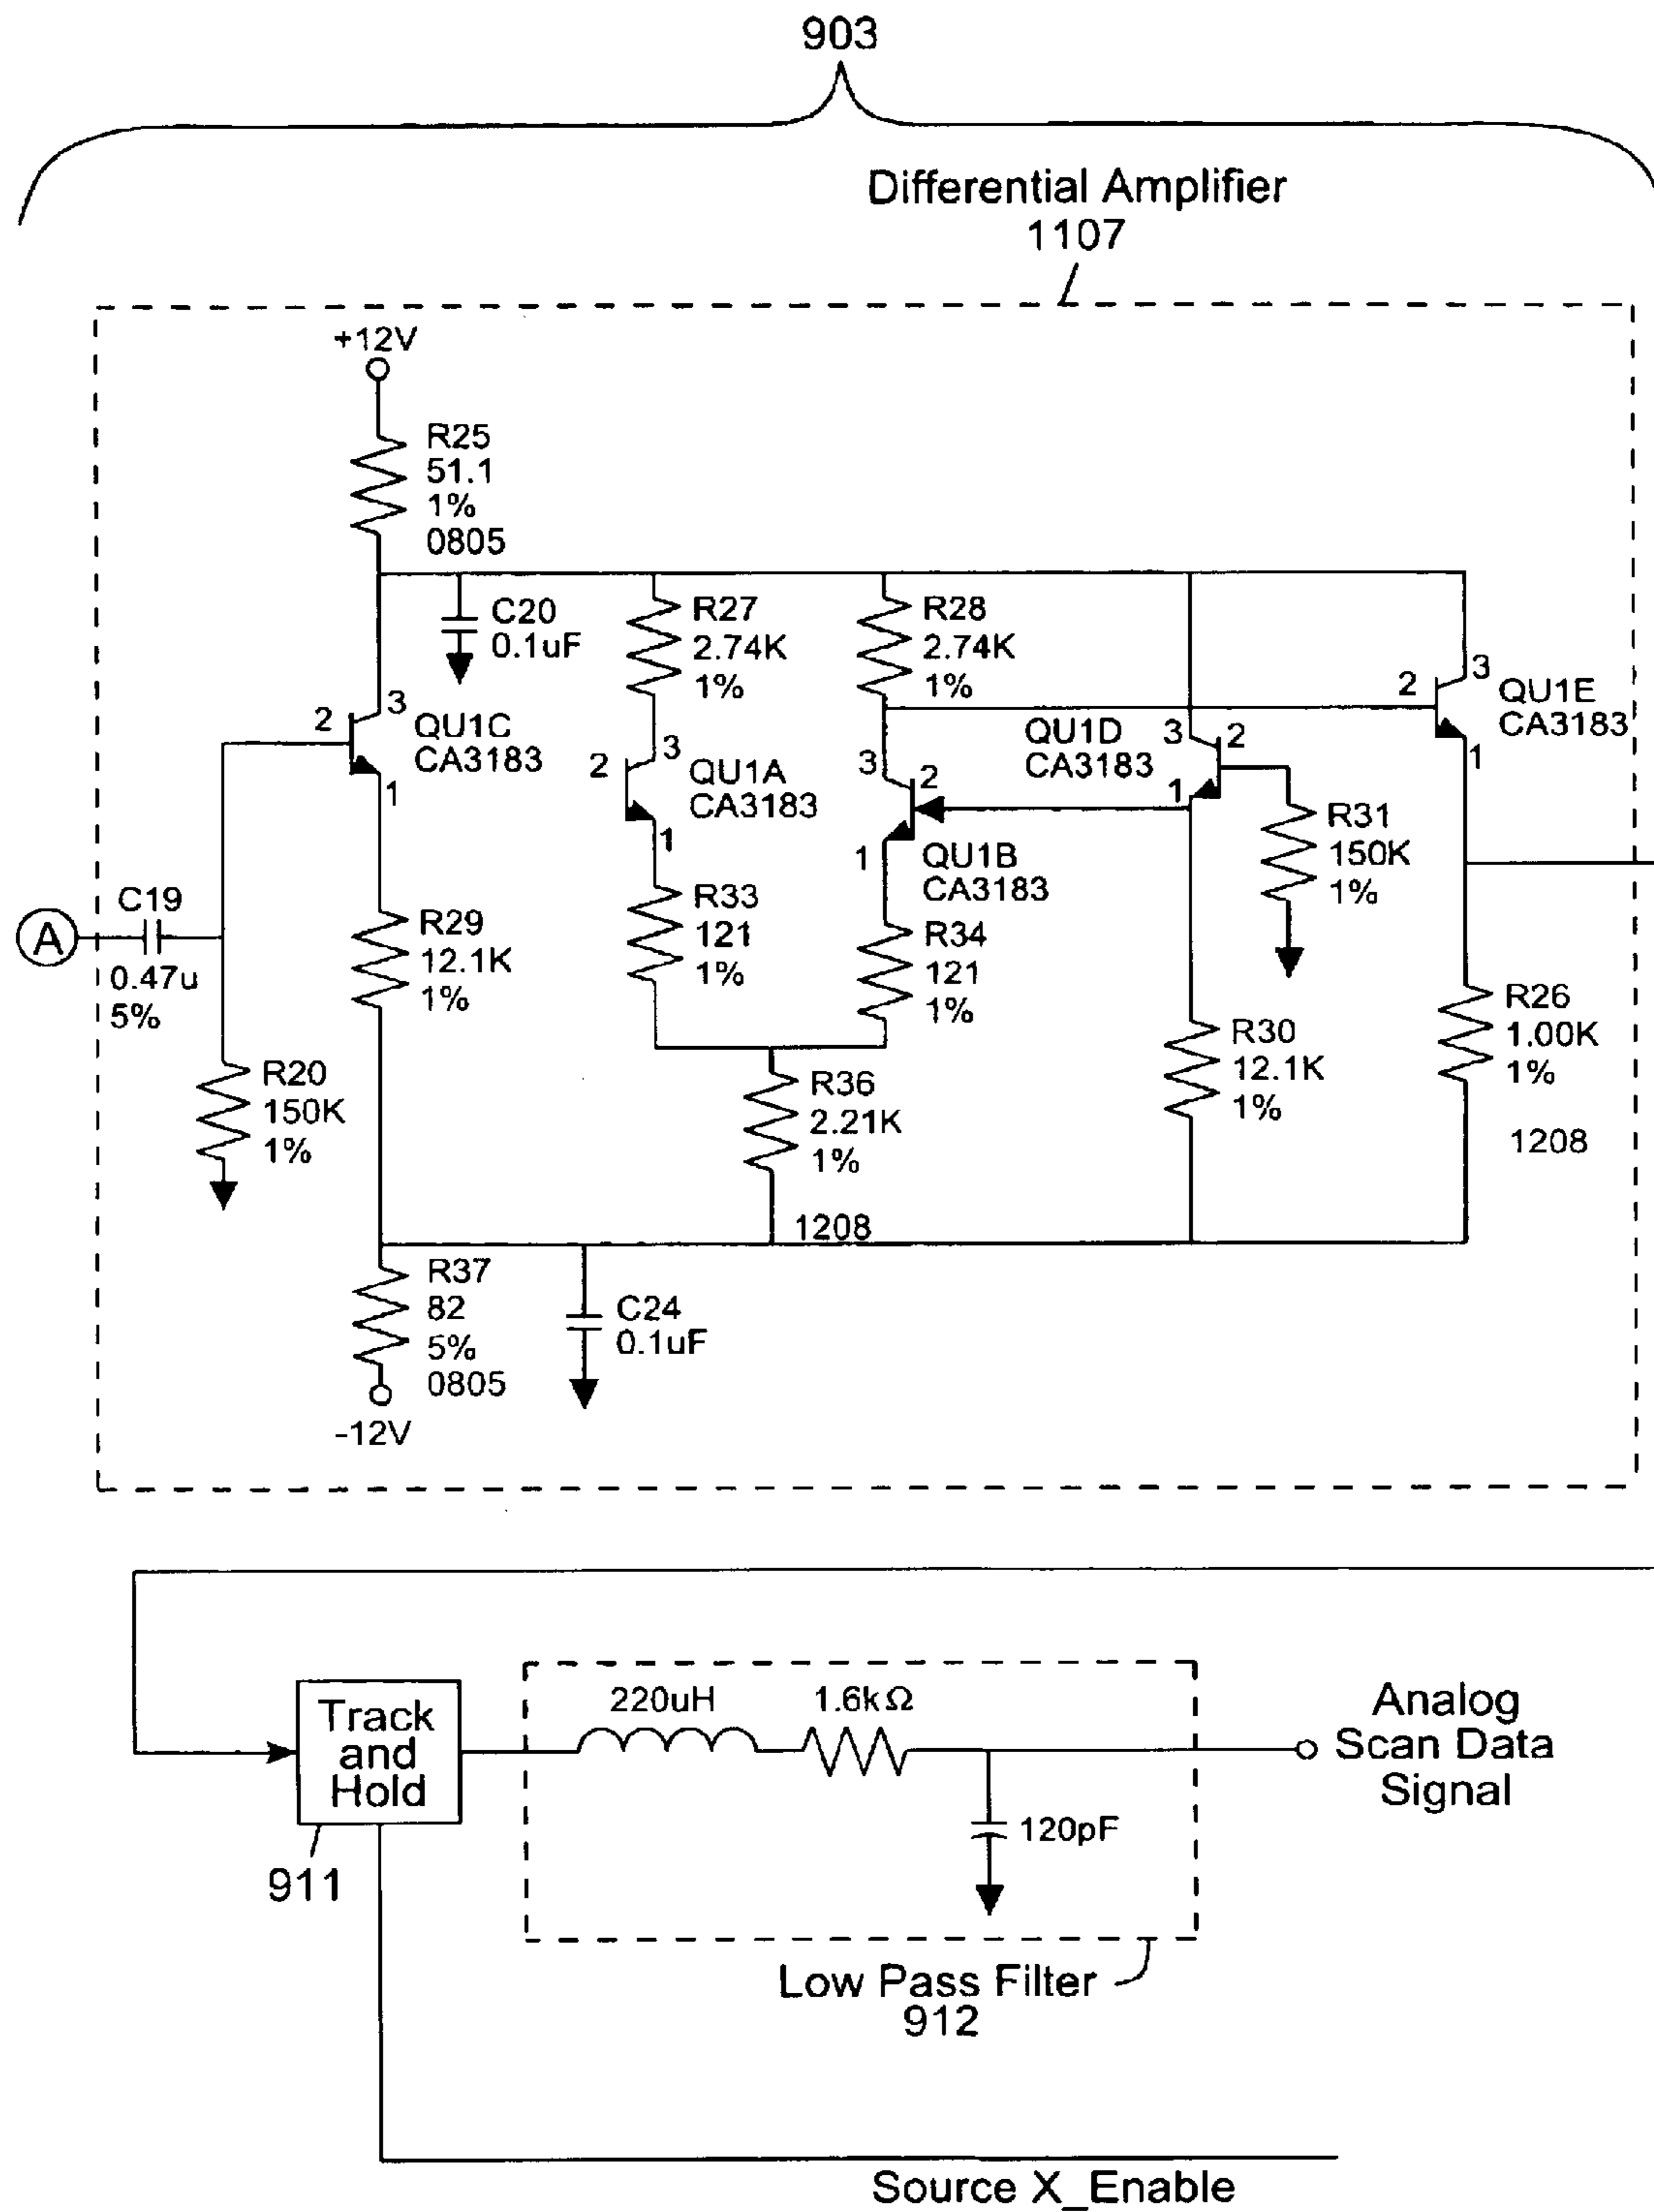 903
Differential Amplifier
1107
+12V
R25
51.1
1%
0805
C20
0.1uF
R27
2.74K
1%
R28
2.74K
1%
2
3
QU1C
CA3183
1
2
3
QU1A
CA3183
1
3
2
QU1B
CA3183
1
QU1D
CA3183
3
2
1
2
3
QU1E
CA3183
1
R31
150K
1%
A
C19
0.47u
5%
R29
12.1K
1%
R33
121
1%
R34
121
1%
R20
150K
1%
R36
2.21K
1%
R30
12.1K
1%
R26
1.00K
1%
1208
1208
R37
82
5%
0805
-12V
C24
0.1uF
Track
and
Hold
911
220uH
1.6kΩ
120pF
Low Pass Filter
912
Analog
Scan Data
Signal
Source X_Enable